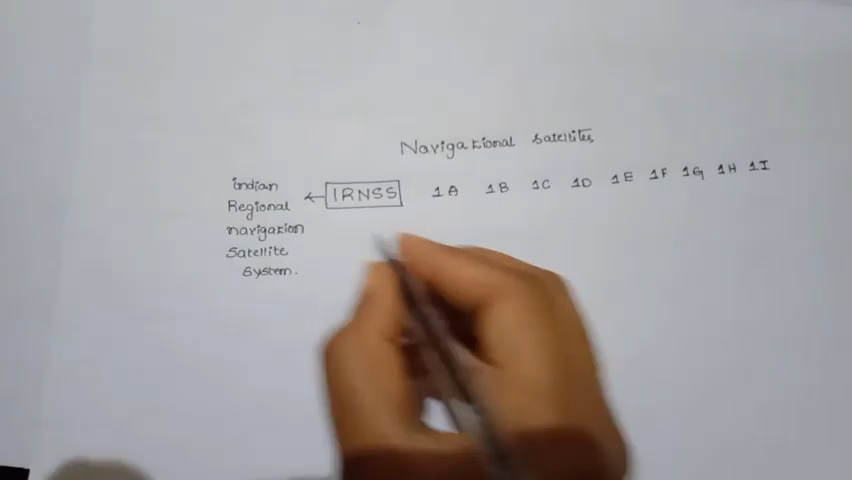 Navigational Satellites
IRNSS 1A 1B 1C 1D 1E 1F 1G 1H 1I
indian
Regional
navigation
Satellite
System.